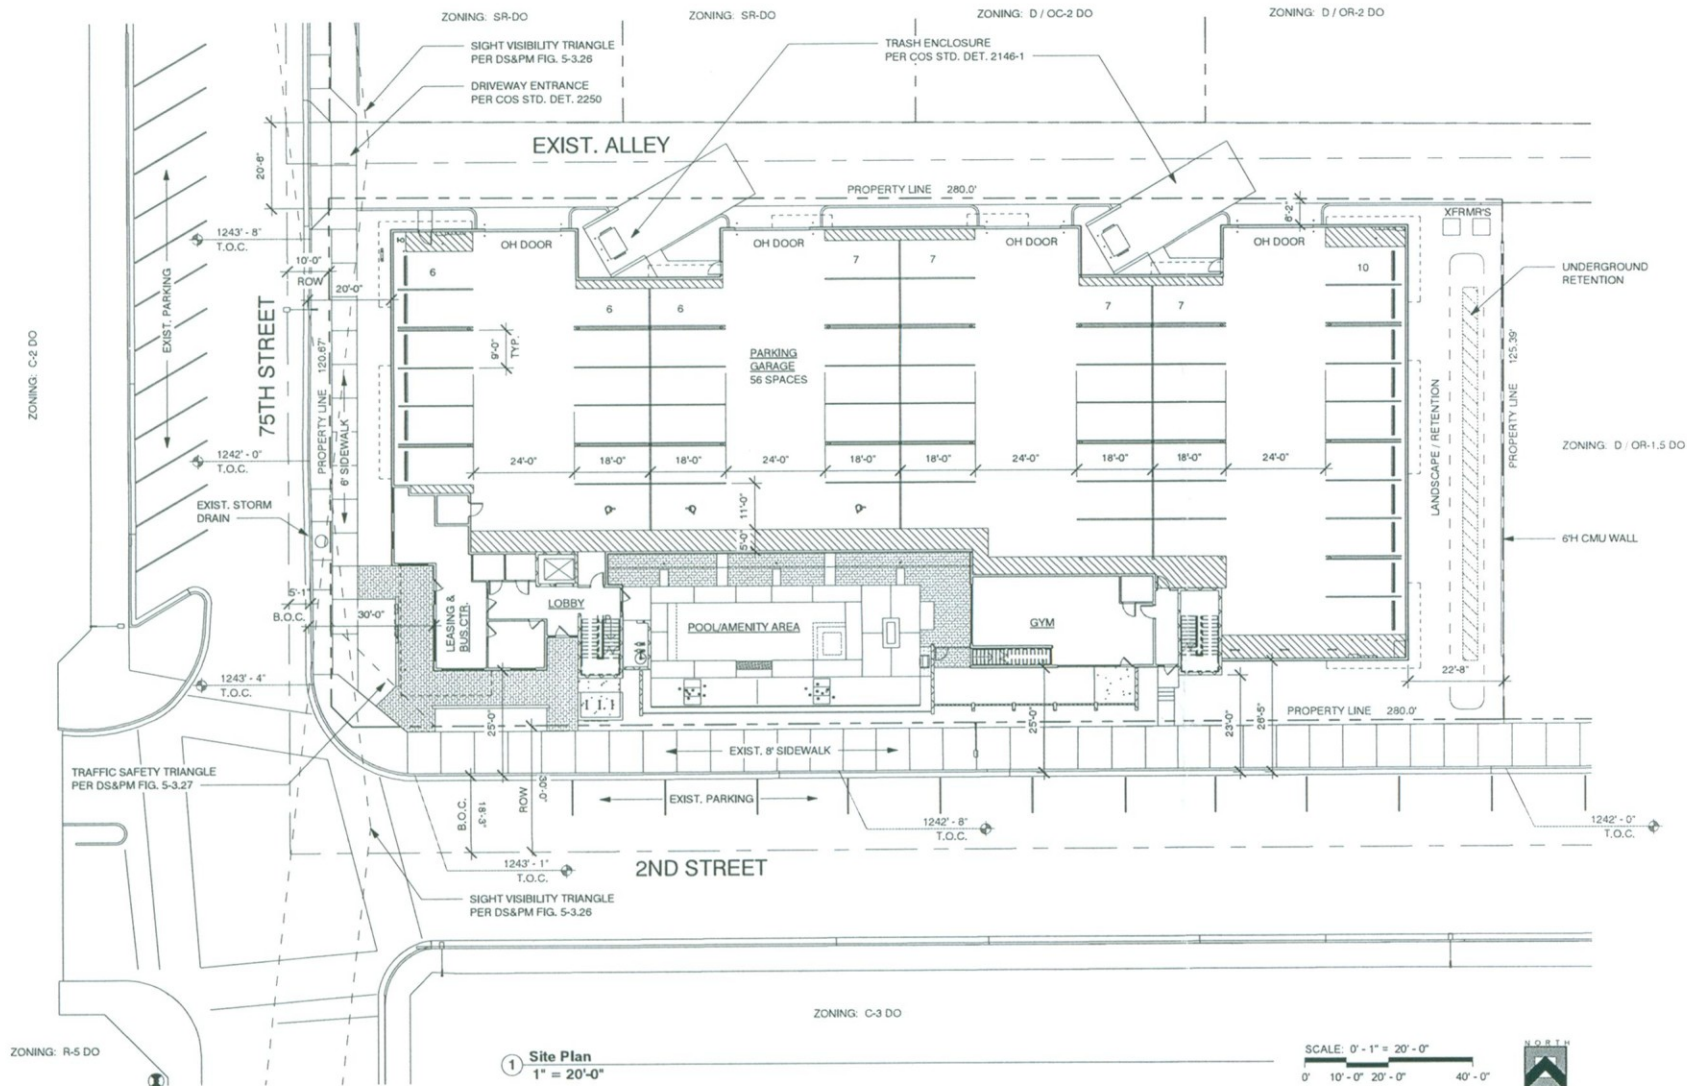 ZONING: SR-DO
ZONING: SR-DO
ZONING: D / OC-2 DO
ZONING: D / OR-2 DO
SIGHT VISIBILITY TRIANGLE
PER DS&PM FIG. 5-3.26
DRIVEWAY ENTRANCE
PER COS STD. DET. 2250
TRASH ENCLOSURE
PER COS STD. DET. 2146-1
EXIST. ALLEY
20'-6"
PROPERTY LINE 280.0'
6'-2"
XFRMR'S
1243' - 8"
T.O.C.
OH DOOR
OH DOOR
OH DOOR
OH DOOR
10'-0"
ROW
20'-0"
6
7
7
10
UNDERGROUND
RETENTION
6
6
7
7
EXIST. PARKING
75TH STREET
PROPERTY LINE 120.67'
6' SIDEWALK
9'-0"
TYP.
PARKING
GARAGE
56 SPACES
ZONING: C-2 DO
LANDSCAPE / RETENTION
PROPERTY LINE 125.39'
ZONING: D / OR-1.5 DO
1242' - 0"
T.O.C.
24'-0"
18'-0"
18'-0"
24'-0"
18'-0"
18'-0"
24'-0"
18'-0"
18'-0"
24'-0"
EXIST. STORM
DRAIN
11'-0"
5'-0"
6'H CMU WALL
5'-1"
B.O.C.
30'-0"
LEASING &
BUS.CTR.
LOBBY
POOL/AMENITY AREA
GYM
1243' - 4"
T.O.C.
22'-8"
25'-0"
25'-0"
23'-0"
26'-5"
PROPERTY LINE 280.0'
EXIST. 8' SIDEWALK
TRAFFIC SAFETY TRIANGLE
PER DS&PM FIG. 5-3.27
EXIST. PARKING
B.O.C.
18'-3"
ROW
30'-0"
1242' - 8"
T.O.C.
1242' - 0"
T.O.C.
1243' - 1"
T.O.C.
2ND STREET
SIGHT VISIBILITY TRIANGLE
PER DS&PM FIG. 5-3.26
ZONING: C-3 DO
ZONING: R-5 DO
1 Site Plan
1" = 20'-0"
SCALE: 0' - 1" = 20' - 0"
0' 10' - 0" 20' - 0" 40' - 0"
NORTH